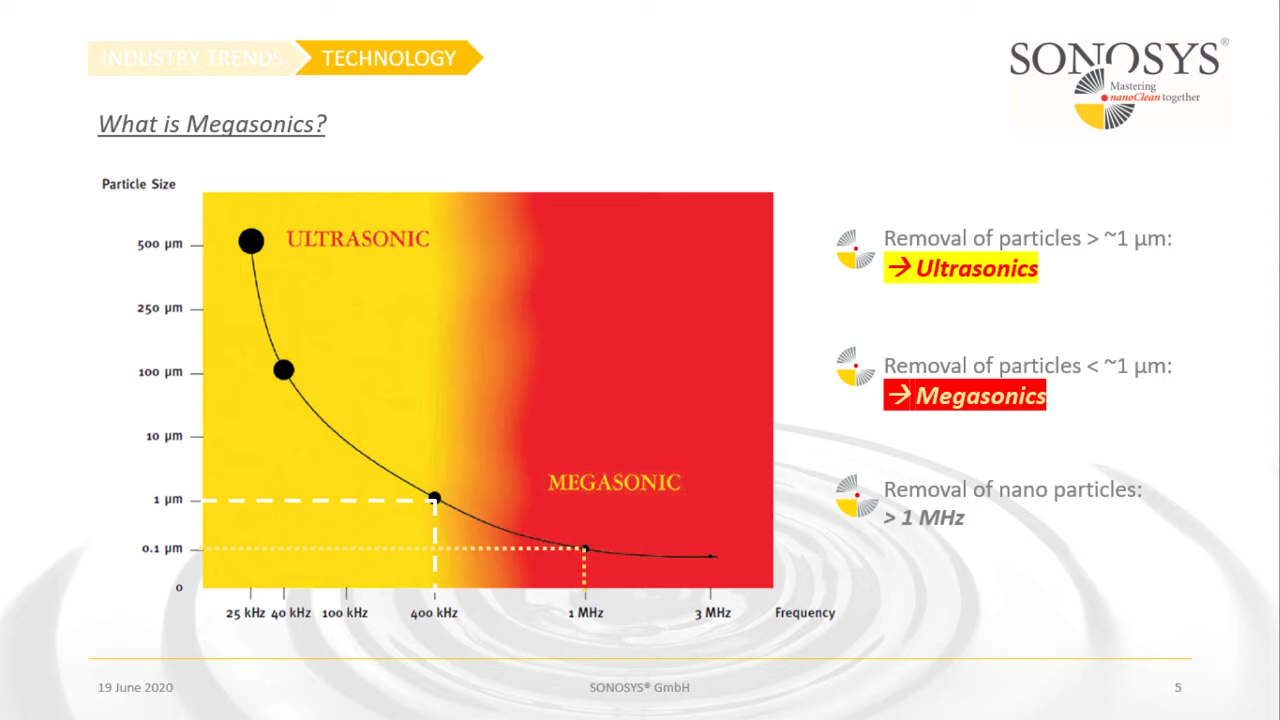 INDUSTRY TRENDS
TECHNOLOGY
SONOSYS®
Mastering
nanoClean together
What is Megasonics?
Particle Size
500 µm
250 µm
100 µm
10 µm
1 µm
0.1 µm
0
ULTRASONIC
MEGASONIC
25 kHz
40 kHz
100 kHz
400 kHz
1 MHz
3 MHz
Frequency
Removal of particles > ~1 µm:
→ Ultrasonics
Removal of particles < ~1 µm:
→ Megasonics
Removal of nano particles:
> 1 MHz
19 June 2020
SONOSYS® GmbH
5